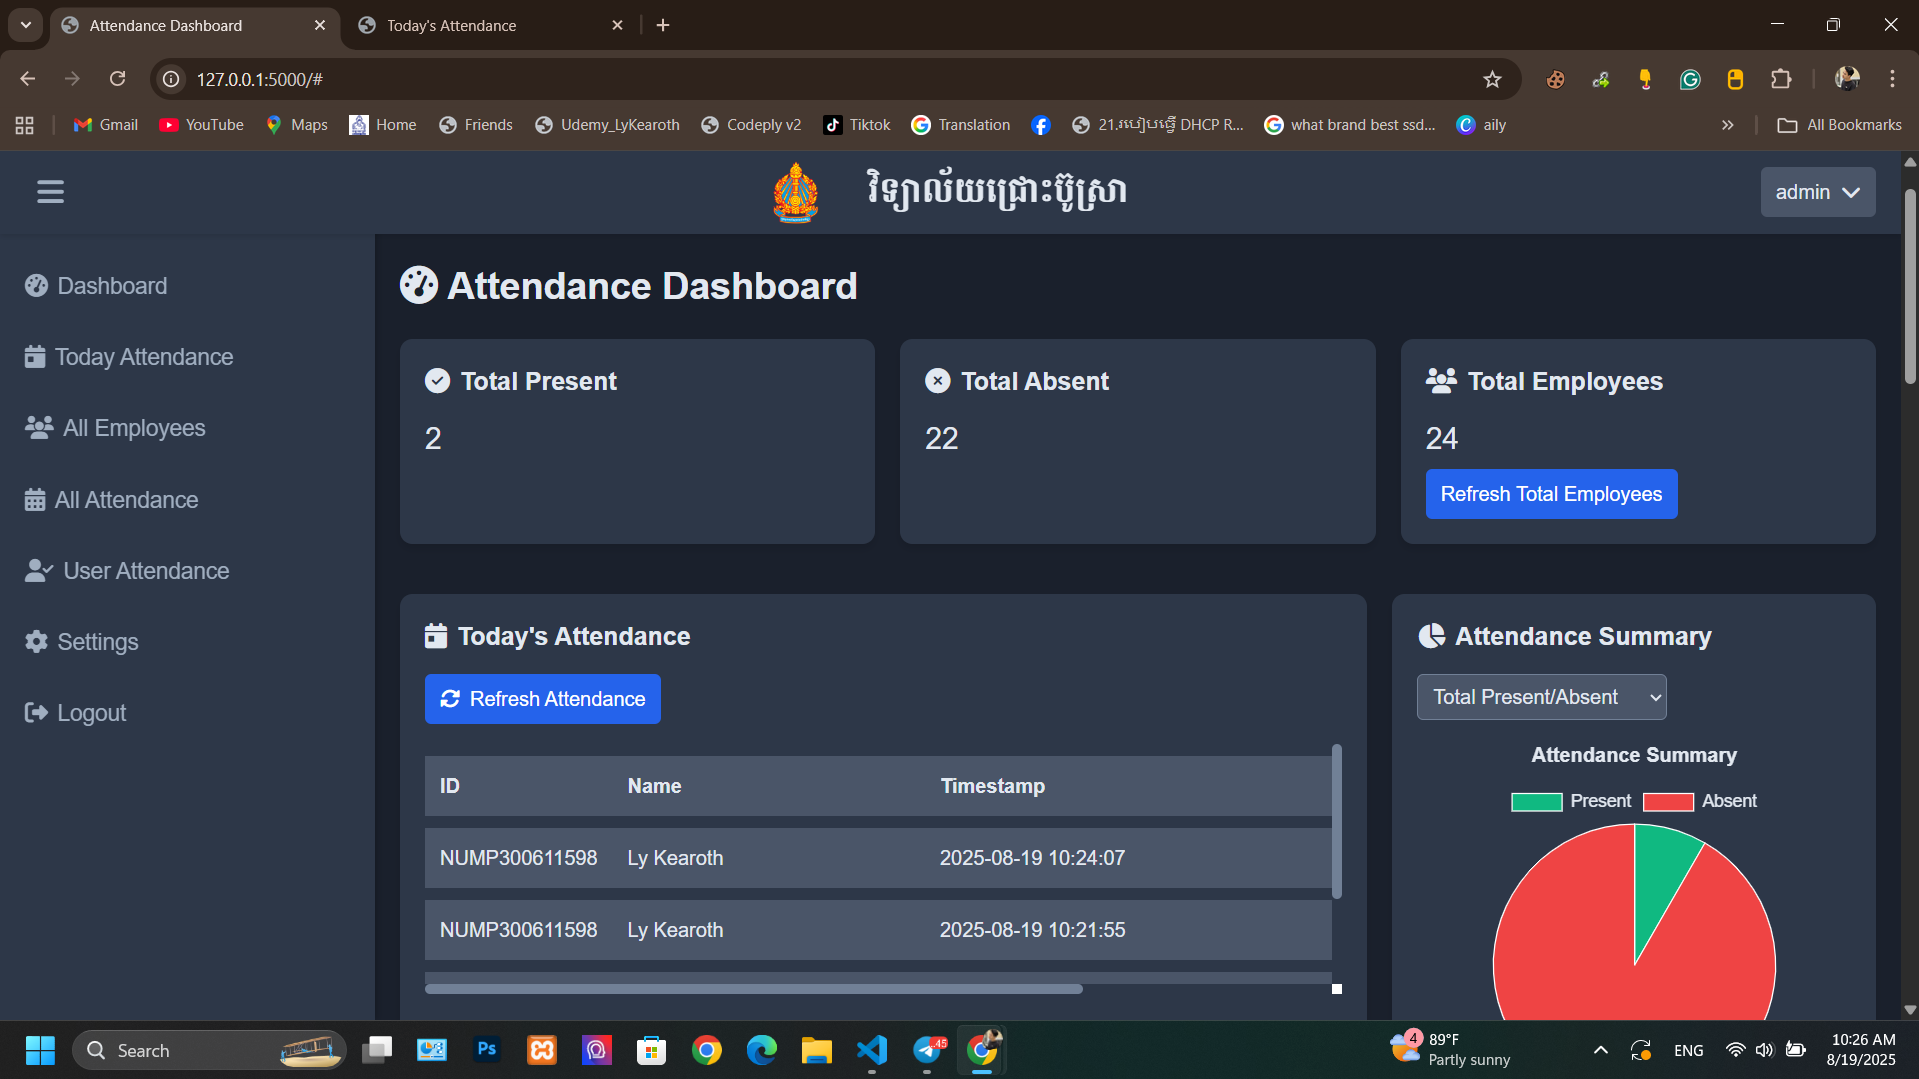 Attendance Dashboard
Today's Attendance
127.0.0.1:5000/#
Gmail
YouTube
Maps
Home
Friends
Udemy_LyKearoth
Codeply v2
Tiktok
Translation
21.របៀបធ្វើ DHCP R...
what brand best ssd...
aily
All Bookmarks
វិទ្យាល័យជ្រោះប៊ូស្រា
admin
Dashboard
Today Attendance
All Employees
All Attendance
User Attendance
Settings
Logout
Attendance Dashboard
Total Present
2
Total Absent
22
Total Employees
24
Refresh Total Employees
Today's Attendance
Refresh Attendance
ID Name Timestamp
NUMP300611598 Ly Kearoth 2025-08-19 10:24:07
NUMP300611598 Ly Kearoth 2025-08-19 10:21:55
Attendance Summary
Total Present/Absent
Attendance Summary
Present Absent
Search
Ps
.45
4
89°F
Partly sunny
ENG
10:26 AM
8/19/2025